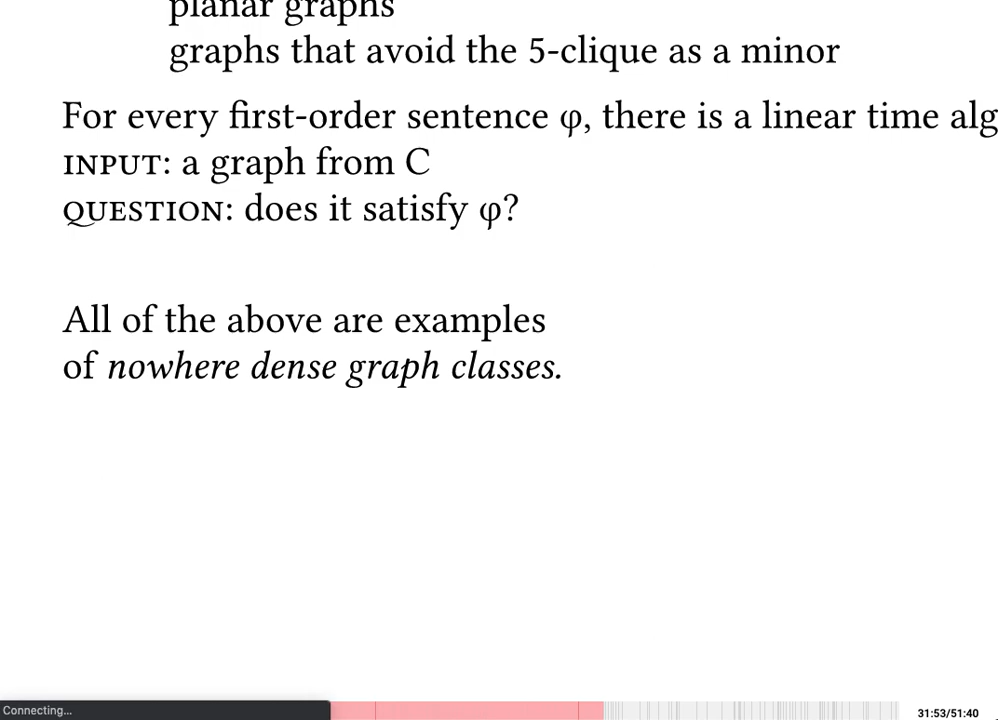 planar graphs
graphs that avoid the 5-clique as a minor
For every first-order sentence φ, there is a linear time alg
INPUT: a graph from C
QUESTION: does it satisfy φ?
All of the above are examples
of nowhere dense graph classes.
Connecting...
31:53/51:40